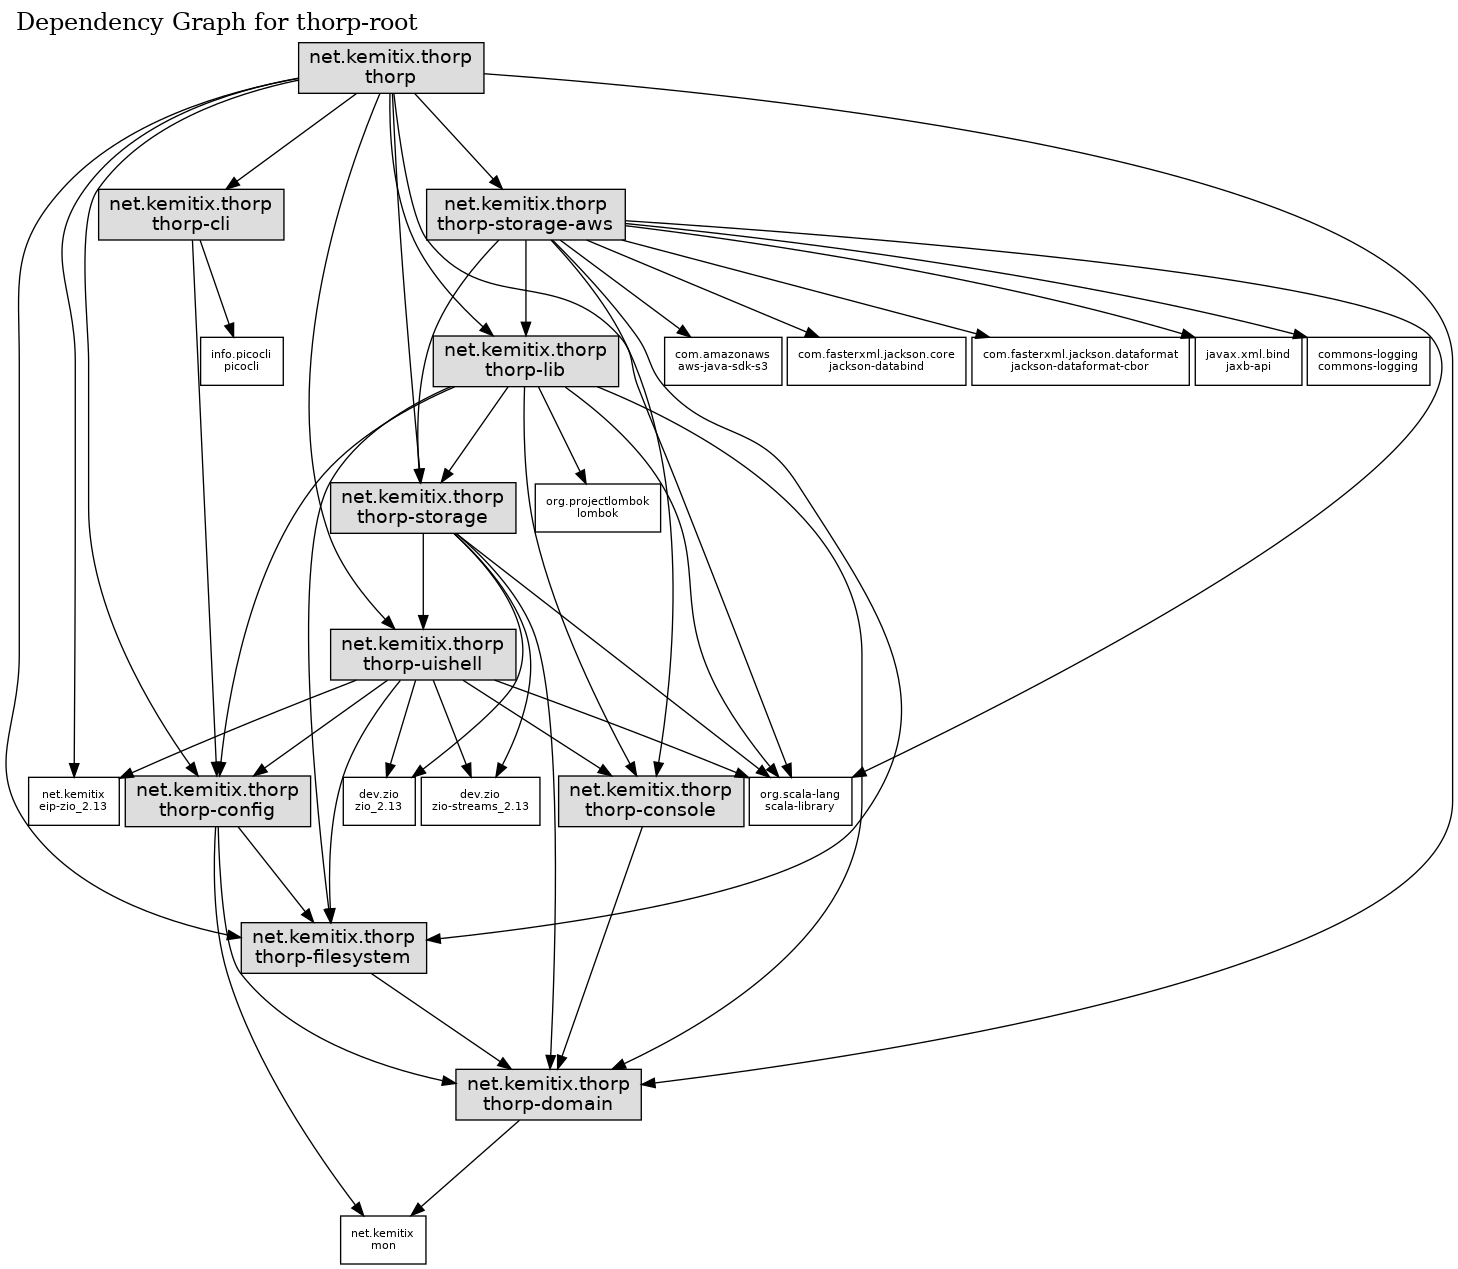 Dependency Graph for thorp-root
net.kemitix.thorp
thorp
net.kemitix.thorp
thorp-cli
net.kemitix.thorp
thorp-storage-aws
info.picocli
picocli
net.kemitix.thorp
thorp-lib
com.amazonaws
aws-java-sdk-s3
com.fasterxml.jackson.core
jackson-databind
com.fasterxml.jackson.dataformat
jackson-dataformat-cbor
javax.xml.bind
jaxb-api
commons-logging
commons-logging
net.kemitix.thorp
thorp-storage
org.projectlombok
lombok
net.kemitix.thorp
thorp-uishell
net.kemitix
eip-zio_2.13
net.kemitix.thorp
thorp-config
dev.zio
zio_2.13
dev.zio
zio-streams_2.13
net.kemitix.thorp
thorp-console
org.scala-lang
scala-library
net.kemitix.thorp
thorp-filesystem
net.kemitix.thorp
thorp-domain
net.kemitix
mon